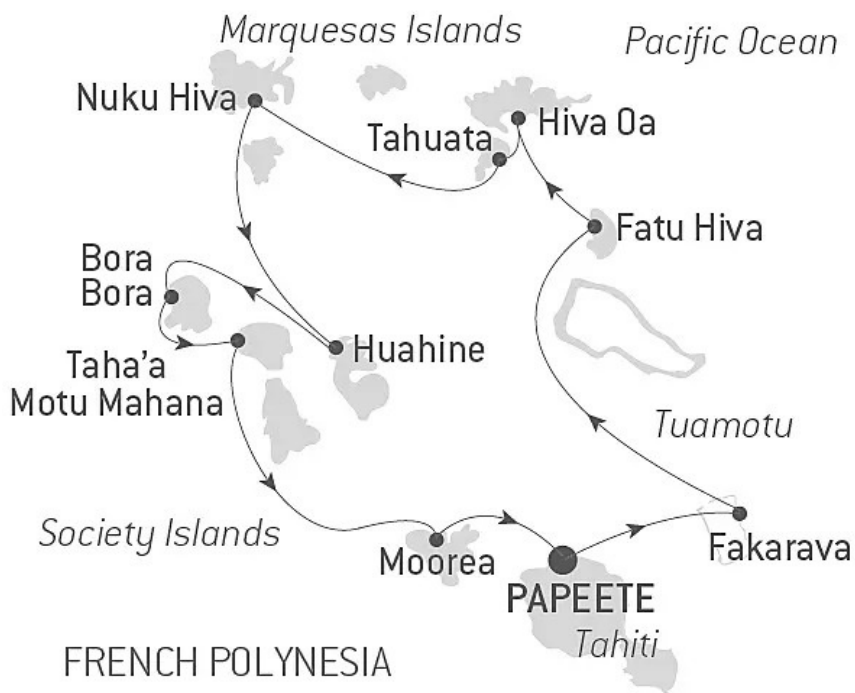 Marquesas Islands
Pacific Ocean
Nuku Hiva
Hiva Oa
Tahuata
Fatu Hiva
Bora
Bora
Huahine
Taha'a
Motu Mahana
Tuamotu
Society Islands
Moorea
Fakarava
PAPEETE
Tahiti
FRENCH POLYNESIA